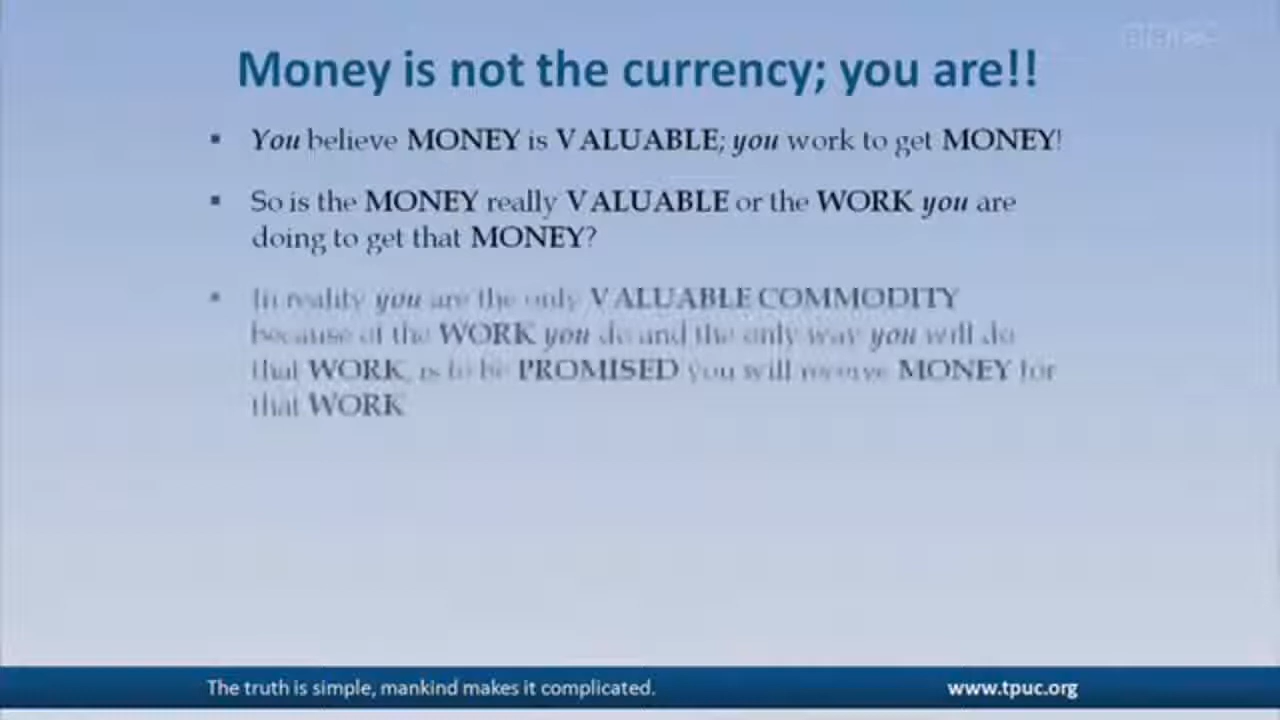 Money is not the currency; you are!!
▪ You believe MONEY is VALUABLE; you work to get MONEY!
▪ So is the MONEY really VALUABLE or the WORK you are
doing to get that MONEY?
▪ In reality you are the only VALUABLE COMMODITY
because of the WORK you do and the only way you will do
that WORK, is to be PROMISED you will receive MONEY for
that WORK
The truth is simple, mankind makes it complicated.
www.tpuc.org